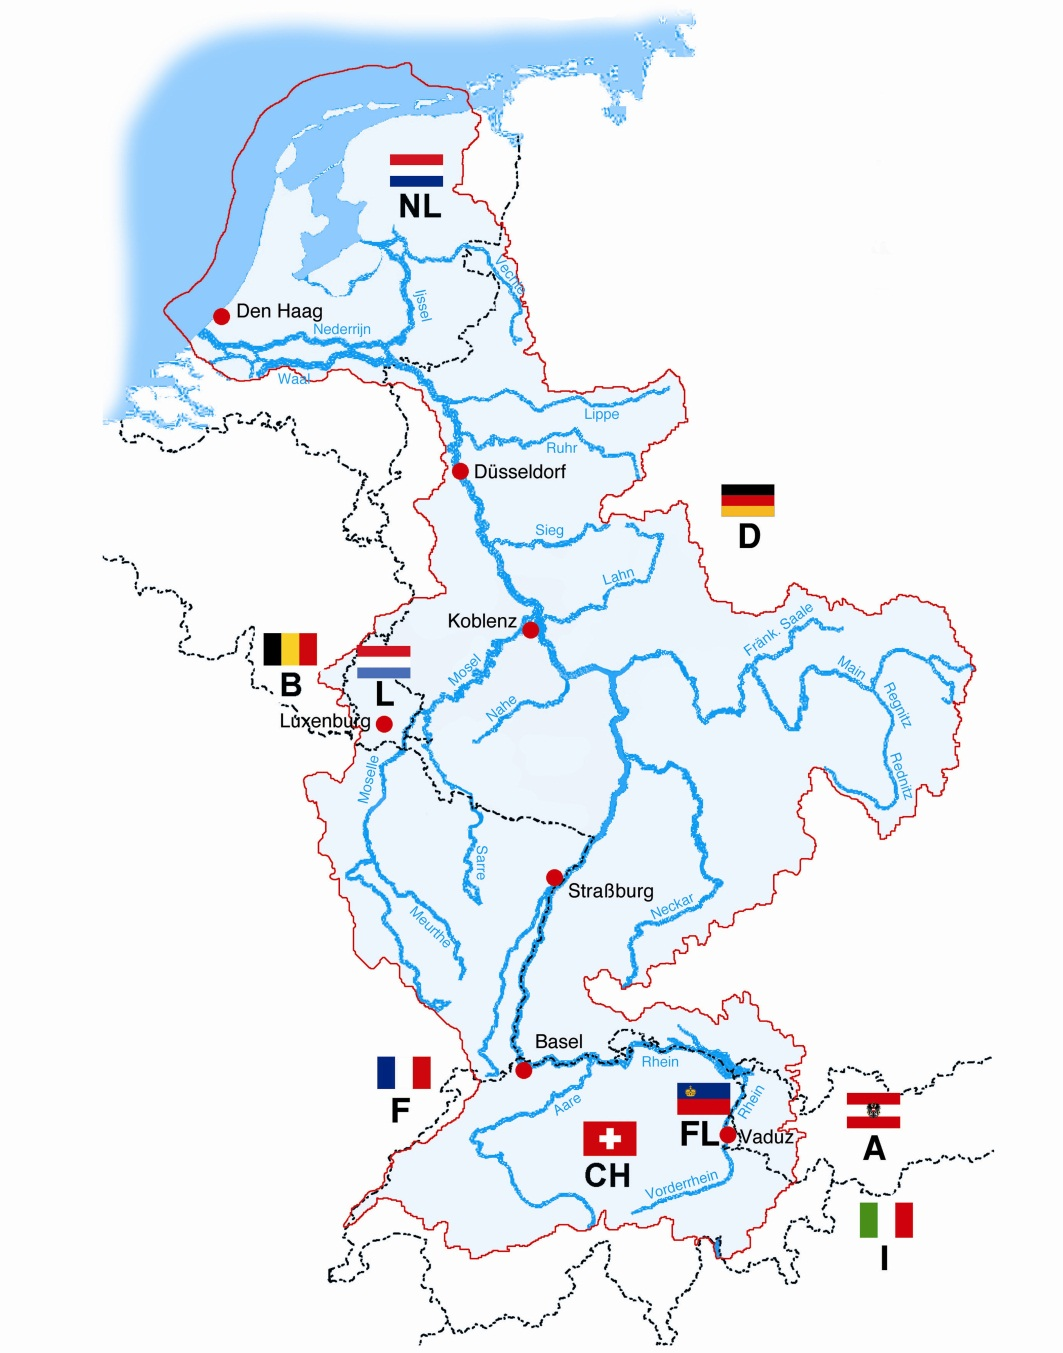 NL
Vechte
Ijssel
Den Haag
Nederrijn
Waal
Lippe
Ruhr
Düsseldorf
D
Sieg
Lahn
Koblenz
Fränk. Saale
Mosel
Main
B
L
Nahe
Regnitz
Luxenburg
Moselle
Rednitz
Sarre
Straßburg
Neckar
Meurthe
Basel
Rhein
F
Aare
Rhein
FL
Vaduz
A
CH
Vorderrhein
I